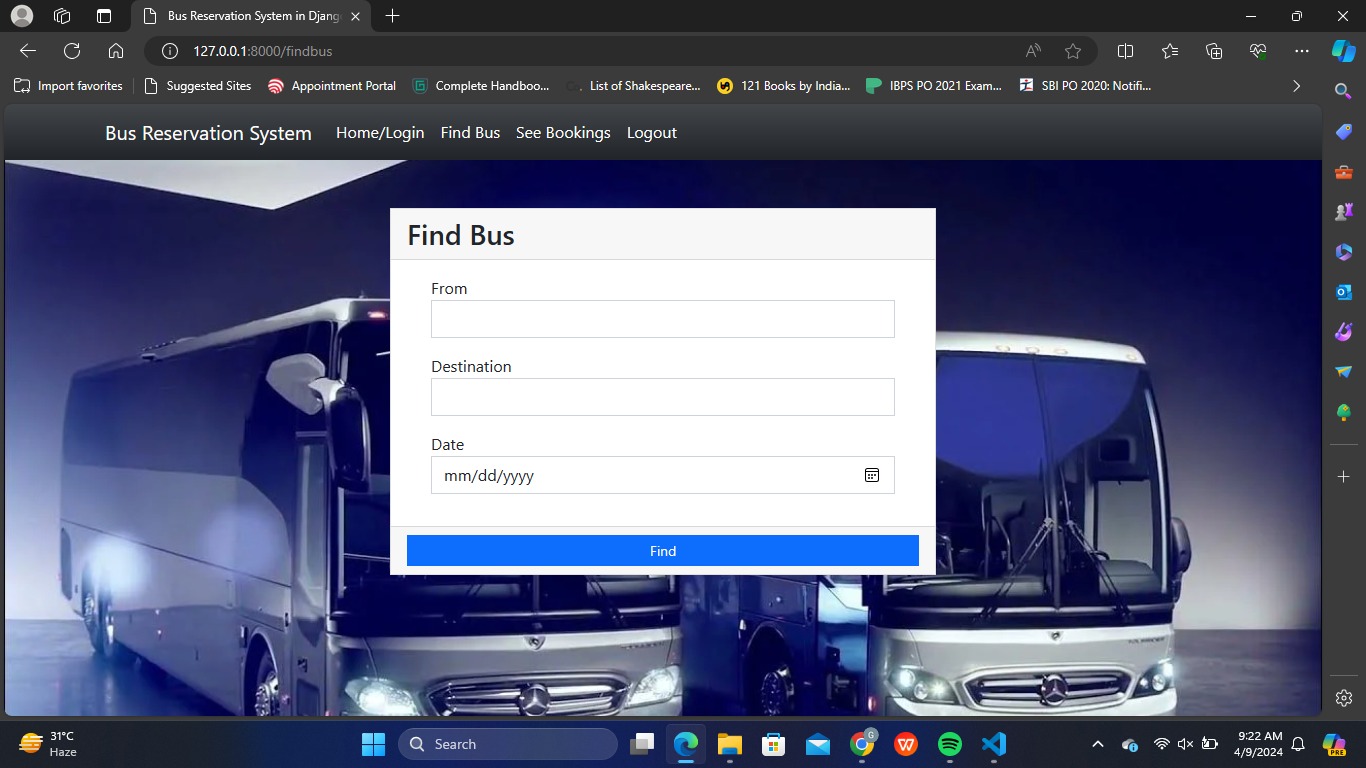 Bus Reservation System in Djang
127.0.0.1:8000/findbus
Import favorites
Suggested Sites
Appointment Portal
Complete Handboo...
List of Shakespeare...
121 Books by India...
IBPS PO 2021 Exam...
SBI PO 2020: Notifi...
Bus Reservation System
Home/Login
Find Bus
See Bookings
Logout
Find Bus
From
Destination
Date
mm/dd/yyyy
Find
31°C
Haze
Search
G
9:22 AM
4/9/2024
PRE